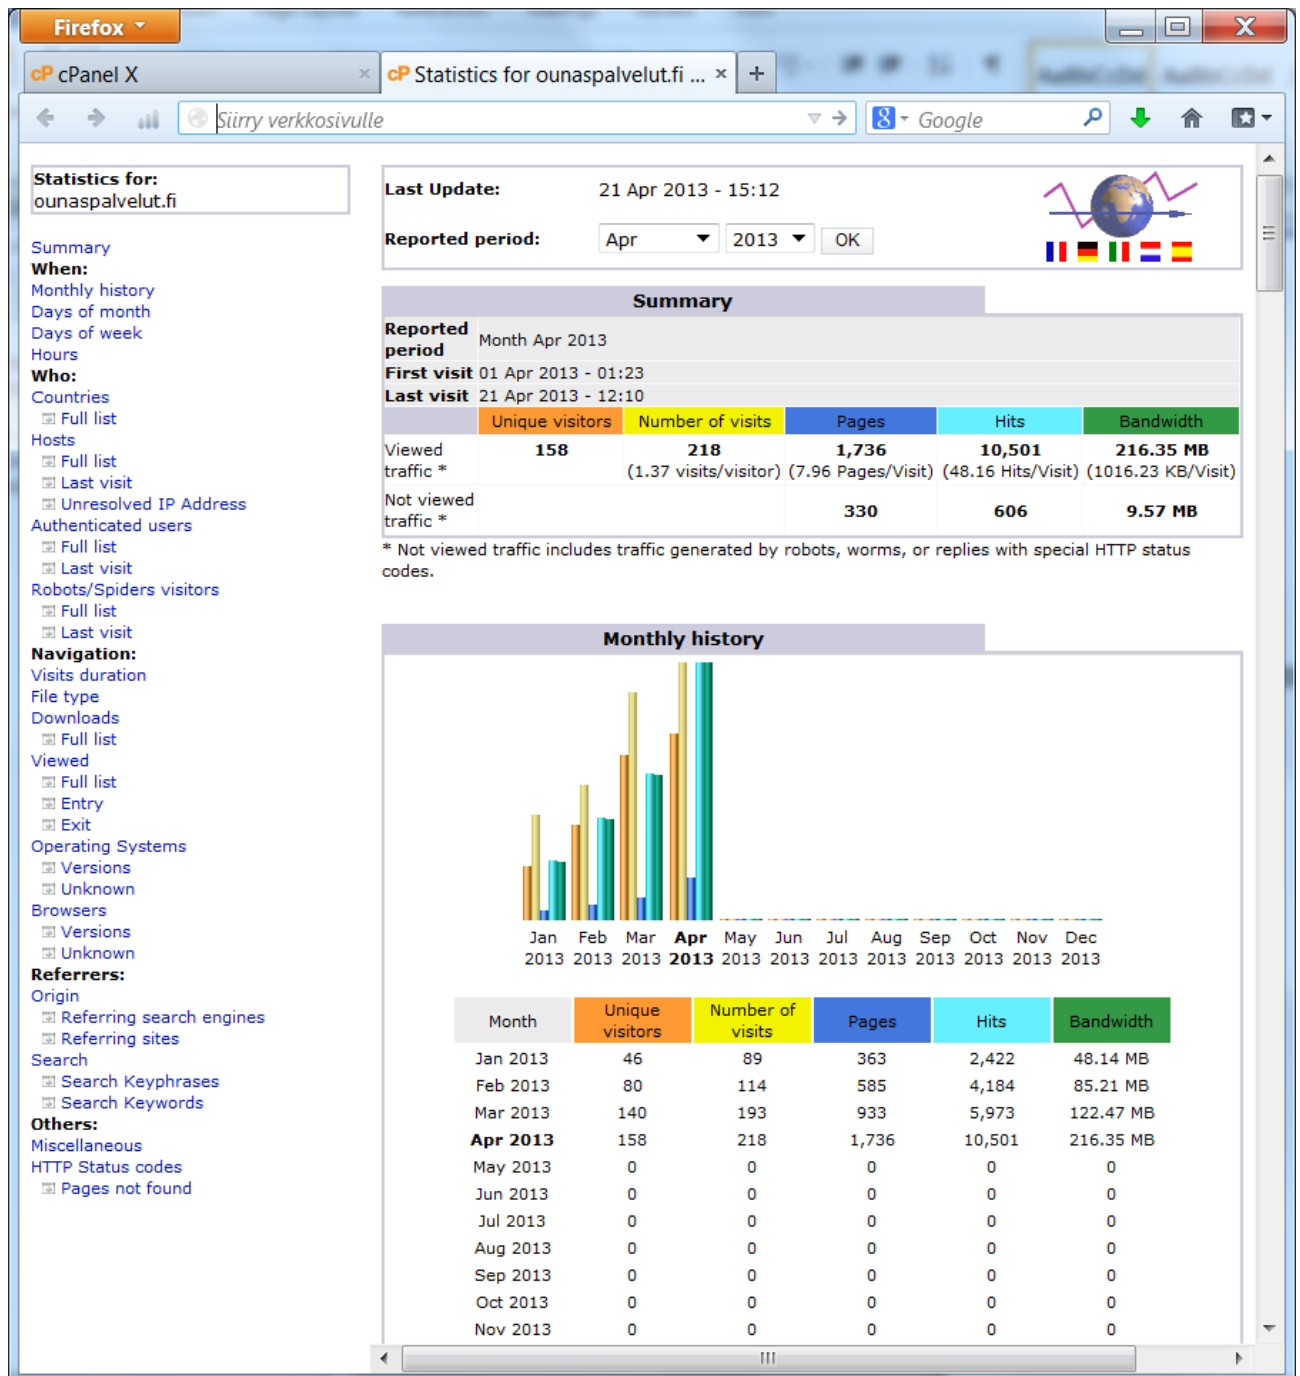 Firefox
cPanel X
Statistics for ounaspalvelut.fi ...
Siirry verkkosivulle
Google
Statistics for:
ounaspalvelut.fi
Summary
When:
Monthly history
Days of month
Days of week
Hours
Who:
Countries
Full list
Hosts
Full list
Last visit
Unresolved IP Address
Authenticated users
Full list
Last visit
Robots/Spiders visitors
Full list
Last visit
Navigation:
Visits duration
File type
Downloads
Full list
Viewed
Full list
Entry
Exit
Operating Systems
Versions
Unknown
Browsers
Versions
Unknown
Referrers:
Origin
Referring search engines
Referring sites
Search
Search Keyphrases
Search Keywords
Others:
Miscellaneous
HTTP Status codes
Pages not found
Last Update: 21 Apr 2013 - 15:12
Reported period: Apr 2013 OK
Summary
Reported period Month Apr 2013
First visit 01 Apr 2013 - 01:23
Last visit 21 Apr 2013 - 12:10
Unique visitors Number of visits Pages Hits Bandwidth
Viewed traffic * 158 218 1,736 10,501 216.35 MB
(1.37 visits/visitor) (7.96 Pages/Visit) (48.16 Hits/Visit) (1016.23 KB/Visit)
Not viewed traffic * 330 606 9.57 MB
* Not viewed traffic includes traffic generated by robots, worms, or replies with special HTTP status
codes.
Monthly history
Jan Feb Mar Apr May Jun Jul Aug Sep Oct Nov Dec
2013 2013 2013 2013 2013 2013 2013 2013 2013 2013 2013 2013
Month Unique visitors Number of visits Pages Hits Bandwidth
Jan 2013 46 89 363 2,422 48.14 MB
Feb 2013 80 114 585 4,184 85.21 MB
Mar 2013 140 193 933 5,973 122.47 MB
Apr 2013 158 218 1,736 10,501 216.35 MB
May 2013 0 0 0 0 0
Jun 2013 0 0 0 0 0
Jul 2013 0 0 0 0 0
Aug 2013 0 0 0 0 0
Sep 2013 0 0 0 0 0
Oct 2013 0 0 0 0 0
Nov 2013 0 0 0 0 0